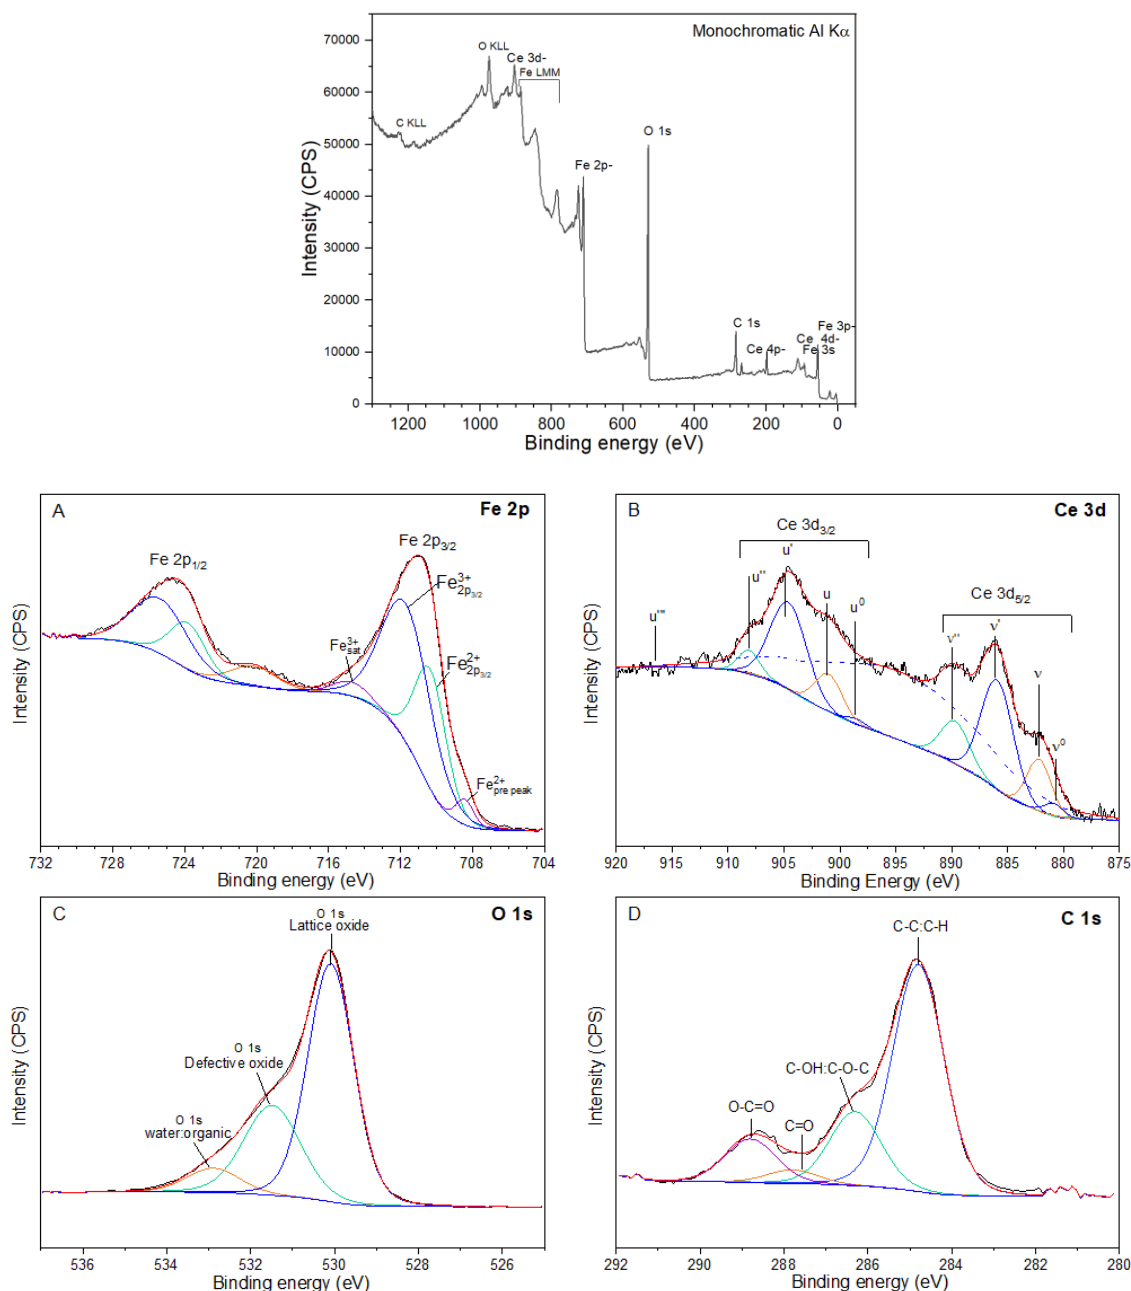 Monochromatic Al Kα
70000
60000
50000
40000
30000
20000
10000
0
Intensity (CPS)
O KLL
Ce 3d-
Fe LMM
C KLL
O 1s
Fe 2p-
C 1s
Fe 3p-
Ce 4d-
Ce 4p-
Fe 3s
1200 1000 800 600 400 200 0
Binding energy (eV)
A
Fe 2p
Fe 2p1/2
Fe 2p3/2
Fe3+2p3/2
Fe3+sat
Fe2+2p3/2
Fe2+pre peak
Intensity (CPS)
732 728 724 720 716 712 708 704
Binding energy (eV)
B
Ce 3d
Ce 3d3/2
u'
u''
u
u0
u'''
Ce 3d5/2
v'
v''
v
v0
Intensity (CPS)
920 915 910 905 900 895 890 885 880 875
Binding Energy (eV)
C
O 1s
O 1s
Lattice oxide
O 1s
Defective oxide
O 1s
water:organic
Intensity (CPS)
536 534 532 530 528 526
Binding energy (eV)
D
C 1s
C-C:C-H
C-OH:C-O-C
O-C=O
C=O
Intensity (CPS)
292 290 288 286 284 282 280
Binding energy (eV)